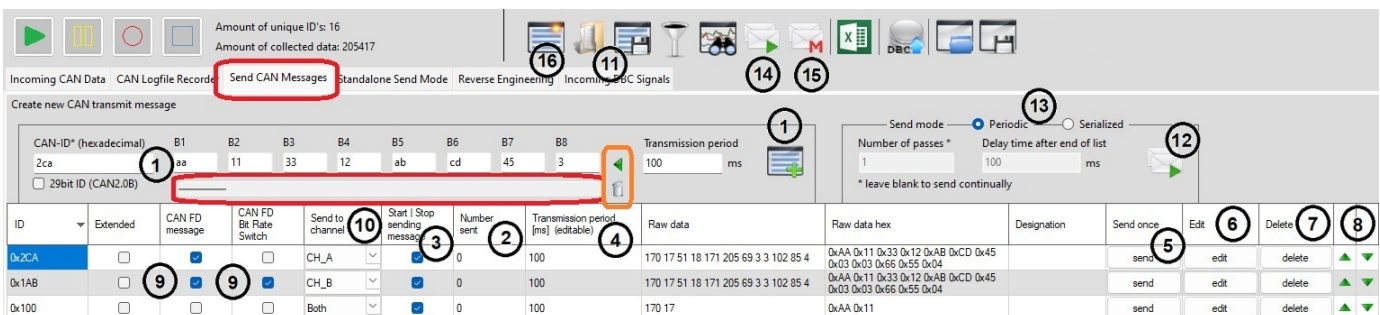 Amount of unique ID's: 16
Amount of collected data: 205417
DBC
M
16
11
14
15
Incoming CAN Data CAN Logfile Recorder Send CAN Messages Standalone Send Mode Reverse Engineering Incoming DBC Signals
Create new CAN transmit message
13
1
Send mode Periodic Serialized
CAN-ID* (hexadecimal) B1 B2 B3 B4 B5 B6 B7 B8 Transmission period
Number of passes * Delay time after end of list
12
2ca 1 aa 11 33 12 ab cd 45 3 100 ms
1 100 ms
29bit ID (CAN2.0B)
* leave blank to send continually
ID Extended CAN FD message CAN FD Bit Rate Switch Send to channel 10 Start | Stop sending message 3 Number sent 2 Transmission period [ms] (editable) 4 Raw data Raw data hex Designation Send once 5 Edit 6 Delete 7 8
0x2CA CH_A 0 100 170 17 51 18 171 205 69 3 3 102 85 4 0xAA 0x11 0x33 0x12 0xAB 0xCD 0x45 send edit delete
0x03 0x03 0x66 0x55 0x04
0x1AB 9 9 CH_B 0 100 170 17 51 18 171 205 69 3 3 102 85 4 0xAA 0x11 0x33 0x12 0xAB 0xCD 0x45 send edit delete
0x03 0x03 0x66 0x55 0x04
0x100 Both 0 100 170 17 0xAA 0x11 send edit delete